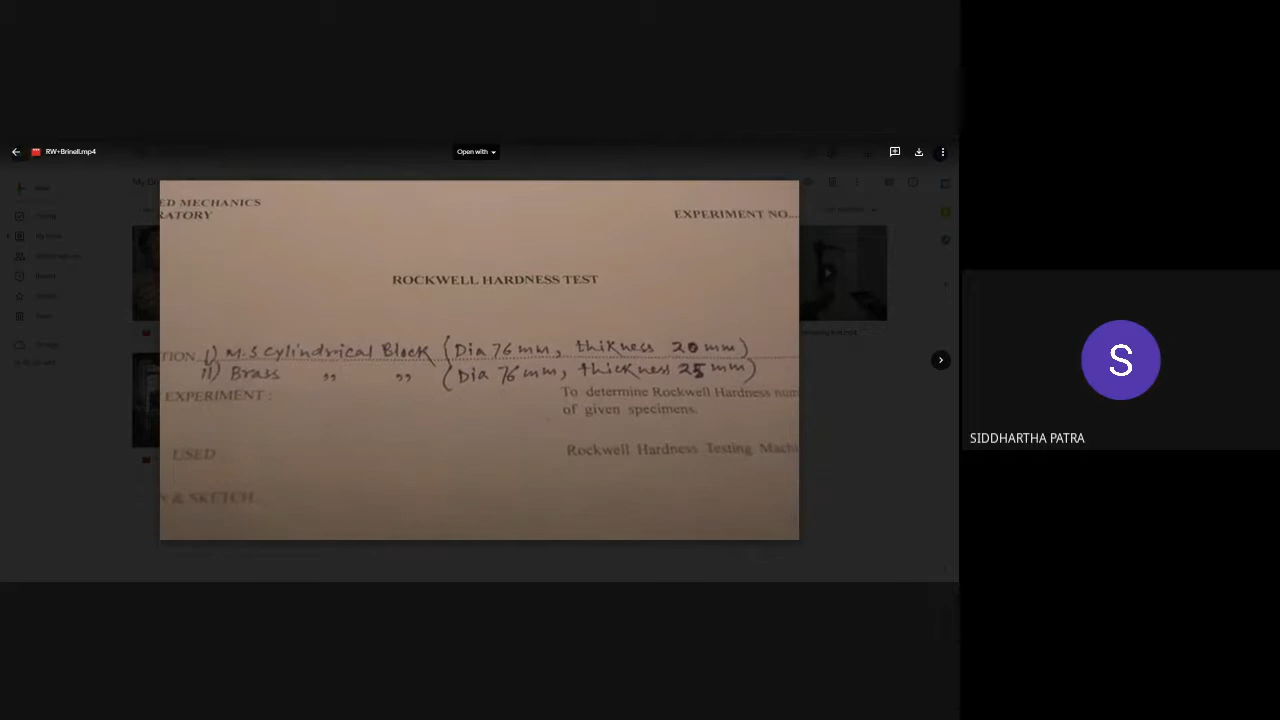 RW+Brinell.mp4
Open with
ED MECHANICS
RATORY
EXPERIMENT NO....
ROCKWELL HARDNESS TEST
TION I) M.S Cylindrical Block (Dia 76 mm, thikness 20 mm)
II) Brass ,, ,, (Dia 76 mm, thickness 25 mm)
EXPERIMENT :
To determine Rockwell Hardness num
of given specimens.
USED
Rockwell Hardness Testing Machi
& SKETCH
S
SIDDHARTHA PATRA